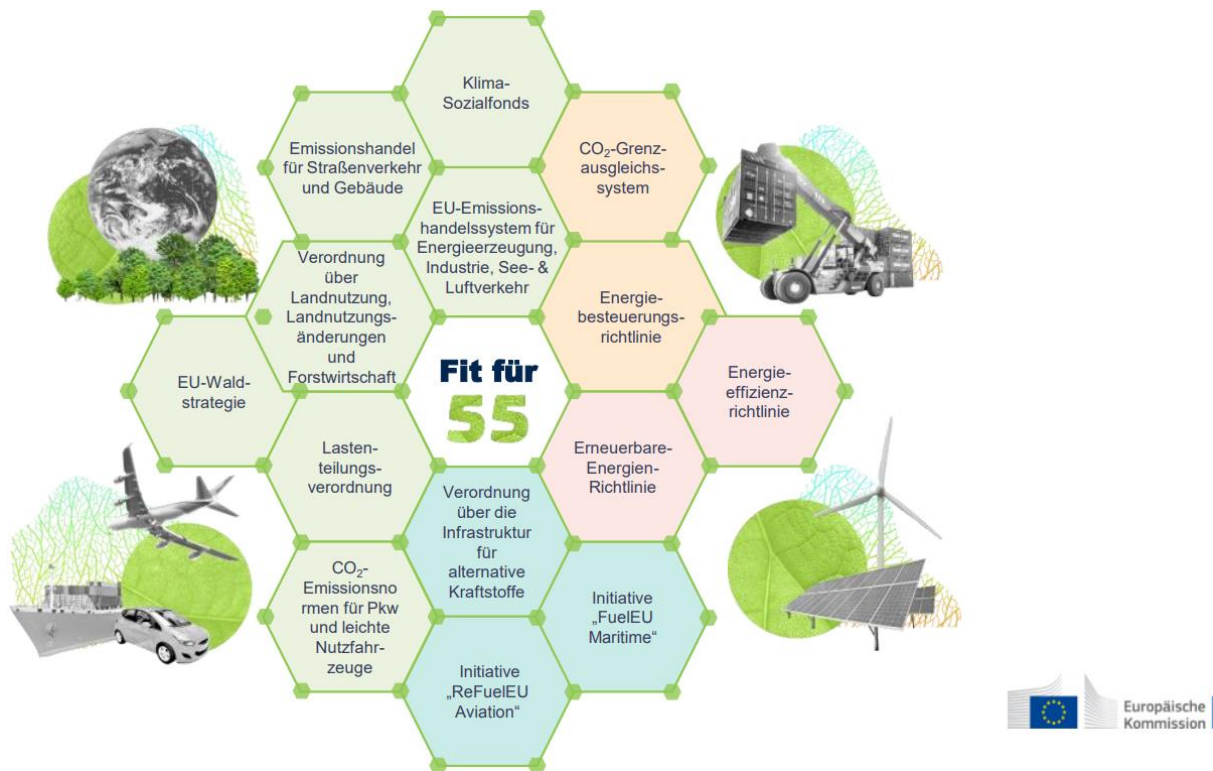 Klima-
Sozialfonds
Emissionshandel
für Straßenverkehr
und Gebäude
CO₂-Grenz-
ausgleichs-
system
EU-Emissions-
handelssystem für
Energieerzeugung,
Industrie, See- &
Luftverkehr
Verordnung
über
Landnutzung,
Landnutzungs-
änderungen
und
Forstwirtschaft
Energie-
besteuerungs-
richtlinie
EU-Wald-
strategie
Fit für
55
Energie-
effizienz-
richtlinie
Lasten-
teilungs-
verordnung
Erneuerbare-
Energien-
Richtlinie
Verordnung
über die
Infrastruktur
für
alternative
Kraftstoffe
CO₂-
Emissionsno
rmen für Pkw
und leichte
Nutzfahr-
zeuge
Initiative
„FuelEU
Maritime“
Initiative
„ReFuelEU
Aviation“
Europäische
Kommission